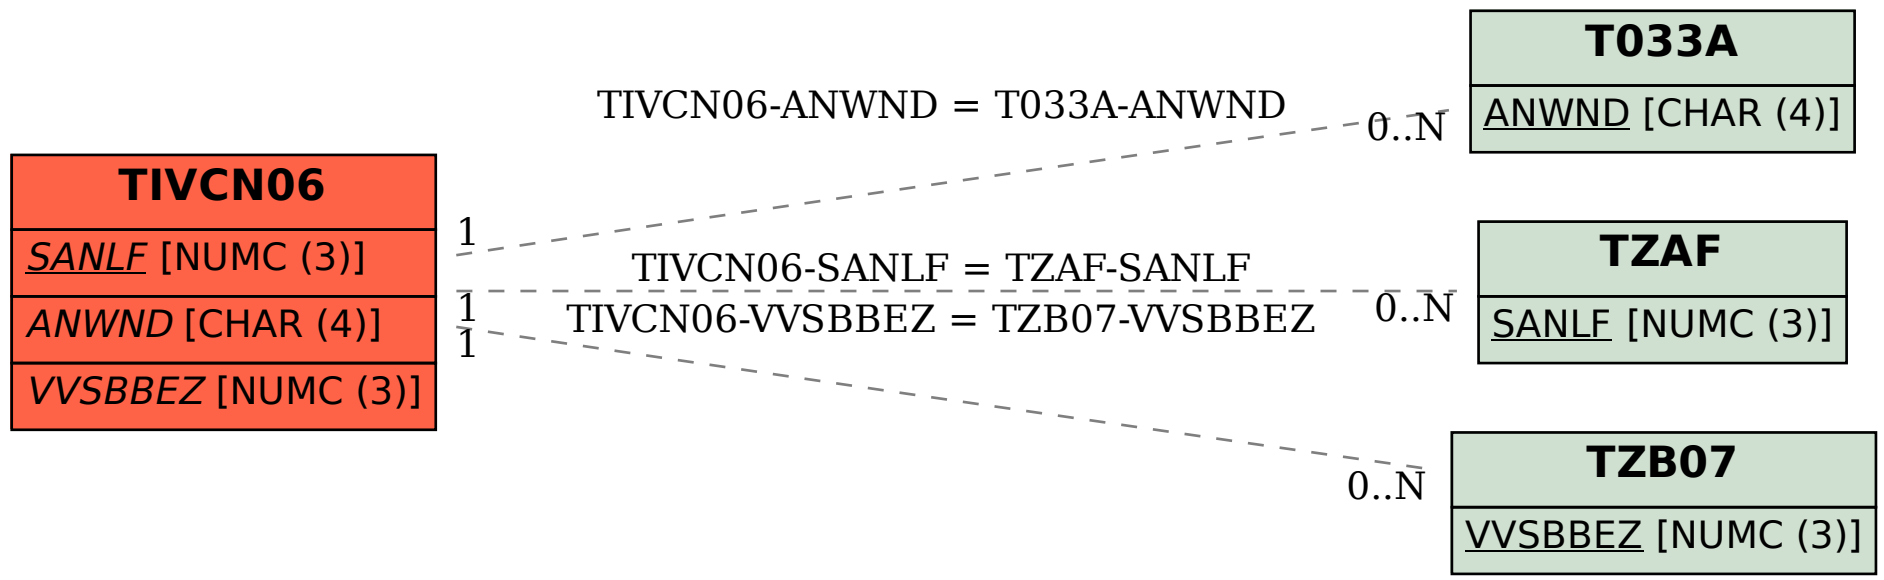 TIVCN06
SANLF [NUMC (3)]
ANWND [CHAR (4)]
VVSBBEZ [NUMC (3)]
TIVCN06-ANWND = T033A-ANWND
1
0..N
TIVCN06-SANLF = TZAF-SANLF
1
0..N
TIVCN06-VVSBBEZ = TZB07-VVSBBEZ
1
0..N
T033A
ANWND [CHAR (4)]
TZAF
SANLF [NUMC (3)]
TZB07
VVSBBEZ [NUMC (3)]